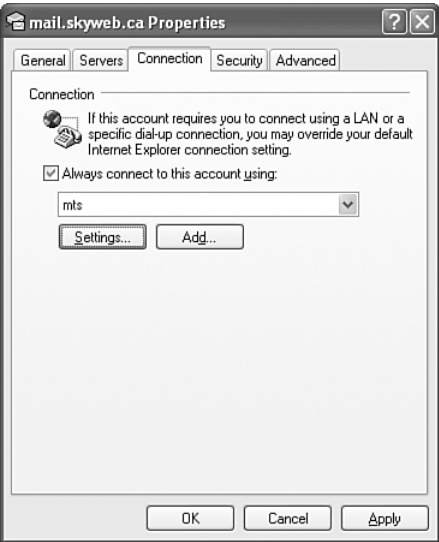 mail.skyweb.ca Properties
General Servers Connection Security Advanced
Connection
If this account requires you to connect using a LAN or a
specific dial-up connection, you may override your default
Internet Explorer connection setting.
Always connect to this account using:
mts
Settings... Add...
OK Cancel Apply